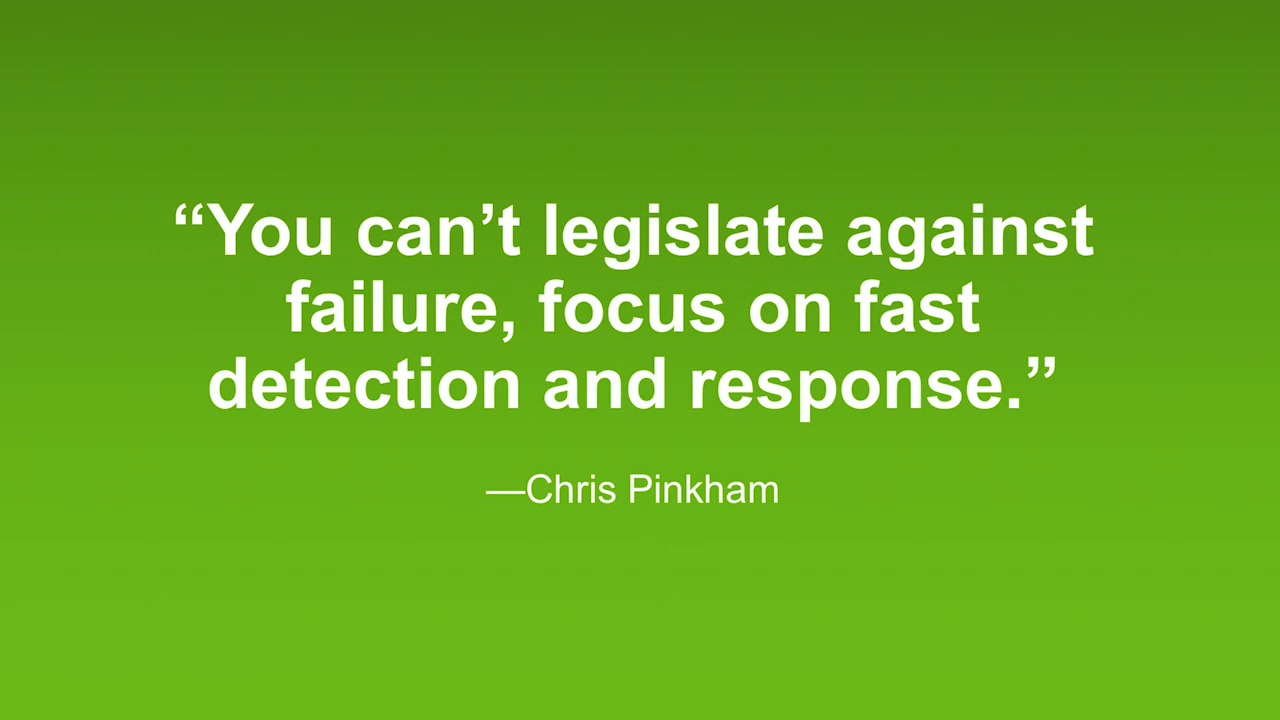 “You can’t legislate against
failure, focus on fast
detection and response.”
—Chris Pinkham